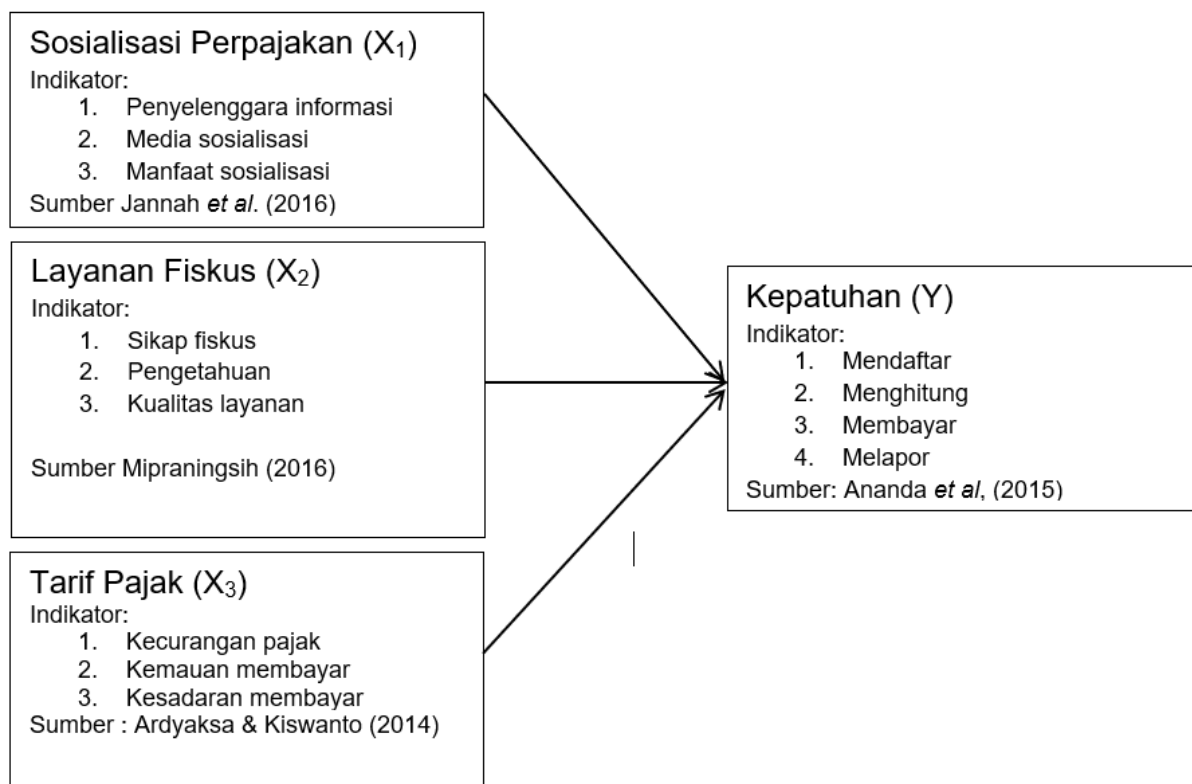 Sosialisasi Perpajakan (X₁)
Indikator:
1. Penyelenggara informasi
2. Media sosialisasi
3. Manfaat sosialisasi
Sumber Jannah et al. (2016)
Layanan Fiskus (X₂)
Indikator:
1. Sikap fiskus
2. Pengetahuan
3. Kualitas layanan
Sumber Mipraningsih (2016)
Tarif Pajak (X₃)
Indikator:
1. Kecurangan pajak
2. Kemauan membayar
3. Kesadaran membayar
Sumber : Ardyaksa & Kiswanto (2014)
Kepatuhan (Y)
Indikator:
1. Mendaftar
2. Menghitung
3. Membayar
4. Melapor
Sumber: Ananda et al, (2015)